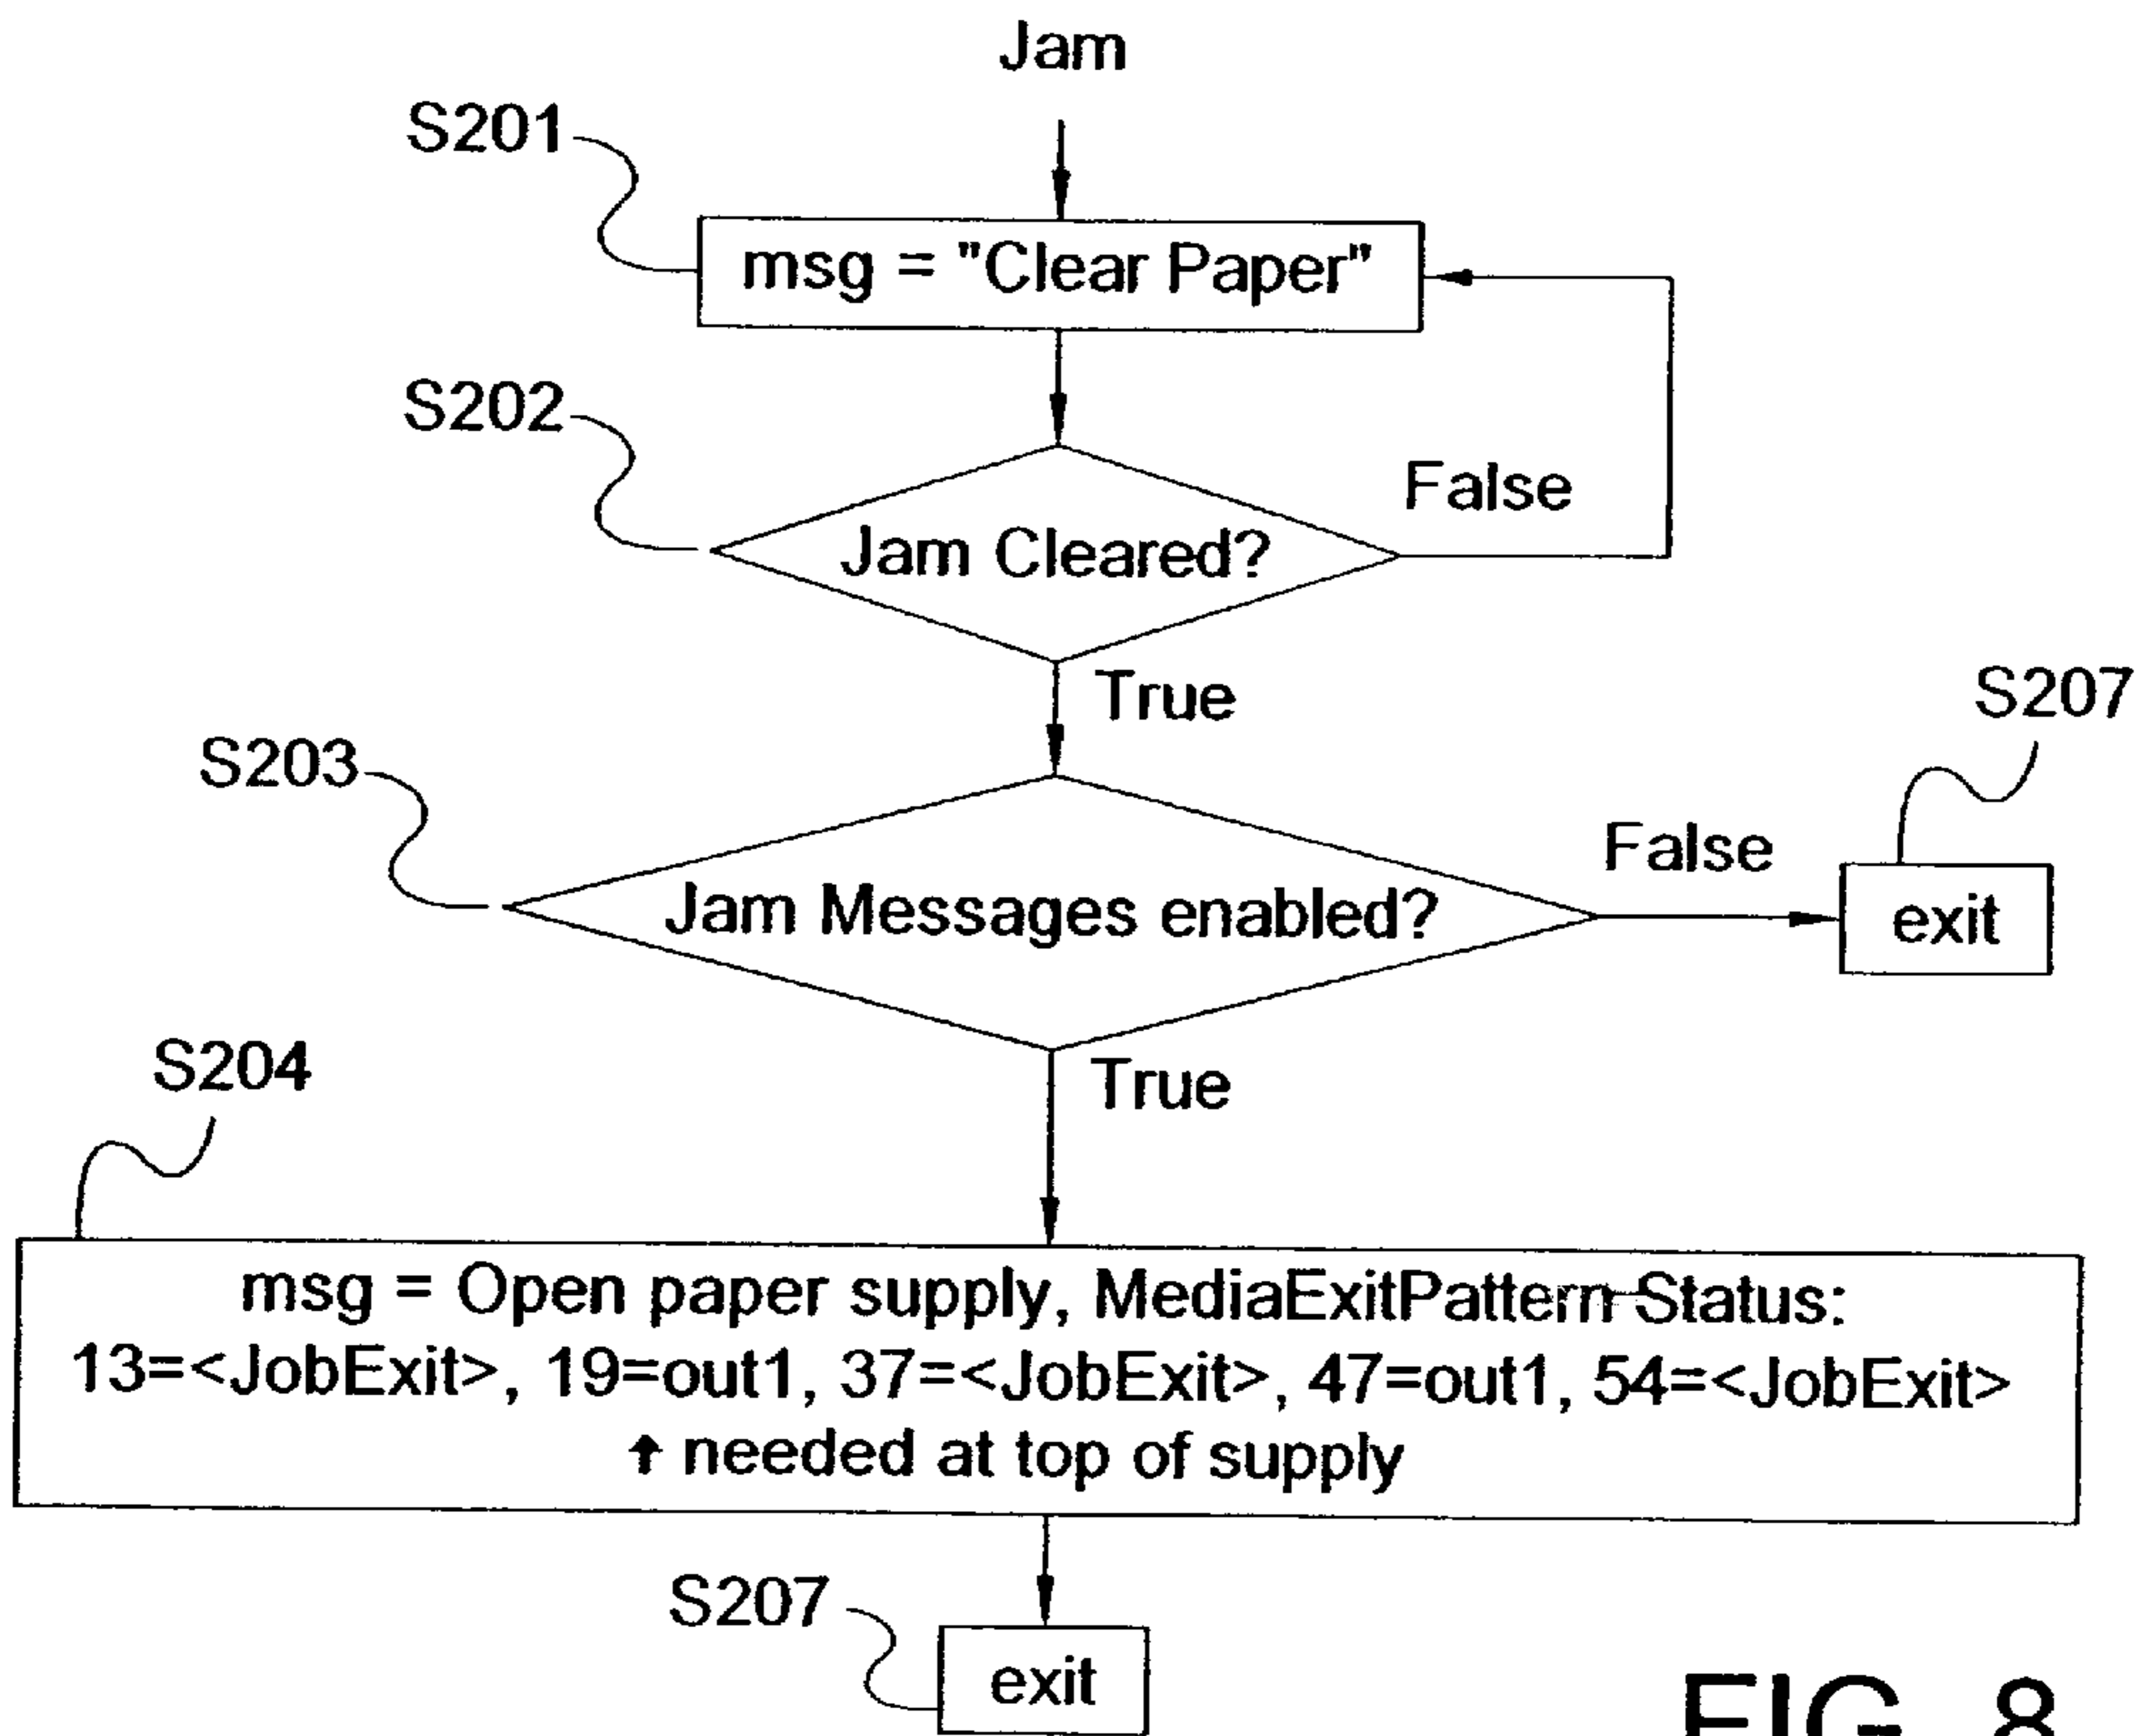 Jam
S201
msg = "Clear Paper"
S202
False
Jam Cleared?
True
S207
S203
False
Jam Messages enabled?
exit
True
S204
msg = Open paper supply, MediaExitPattern Status:
13=<JobExit>, 19=out1, 37=<JobExit>, 47=out1, 54=<JobExit>
↑ needed at top of supply
S207
exit
FIG. 8